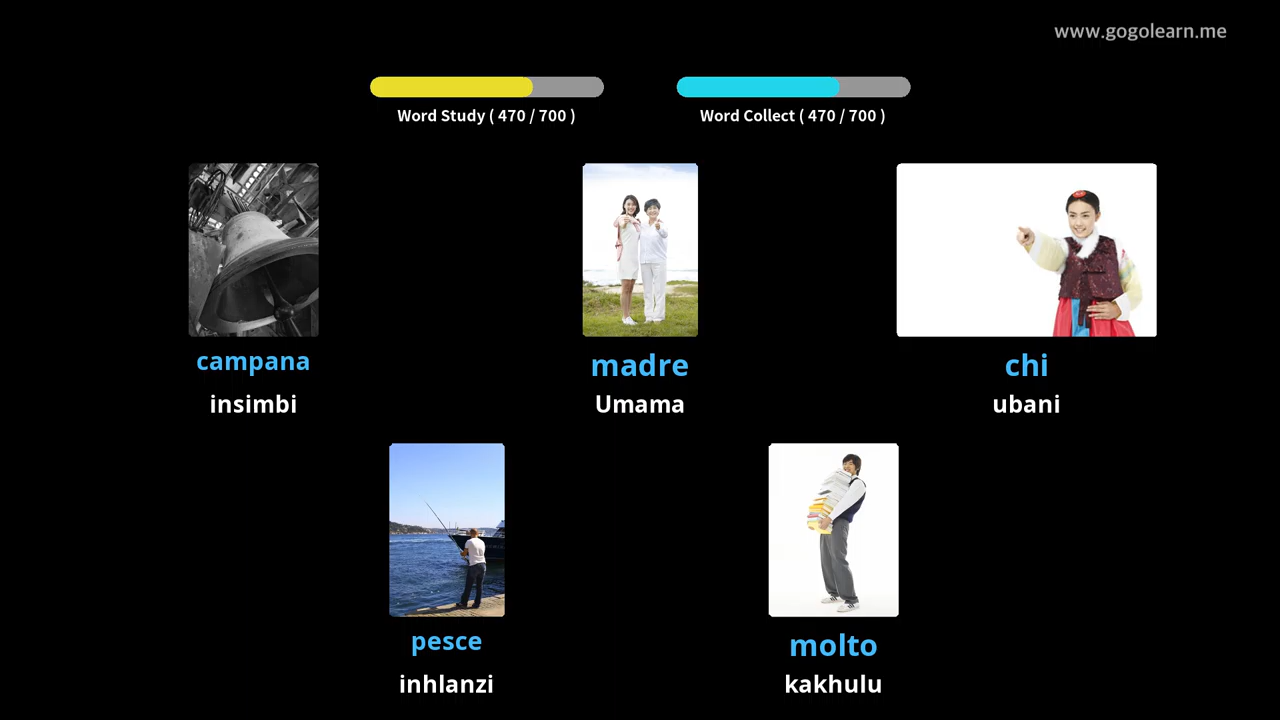 www.gogolearn.me
Word Study ( 470 / 700 )
Word Collect ( 470 / 700 )
campana
insimbi
madre
Umama
chi
ubani
pesce
inhlanzi
molto
kakhulu